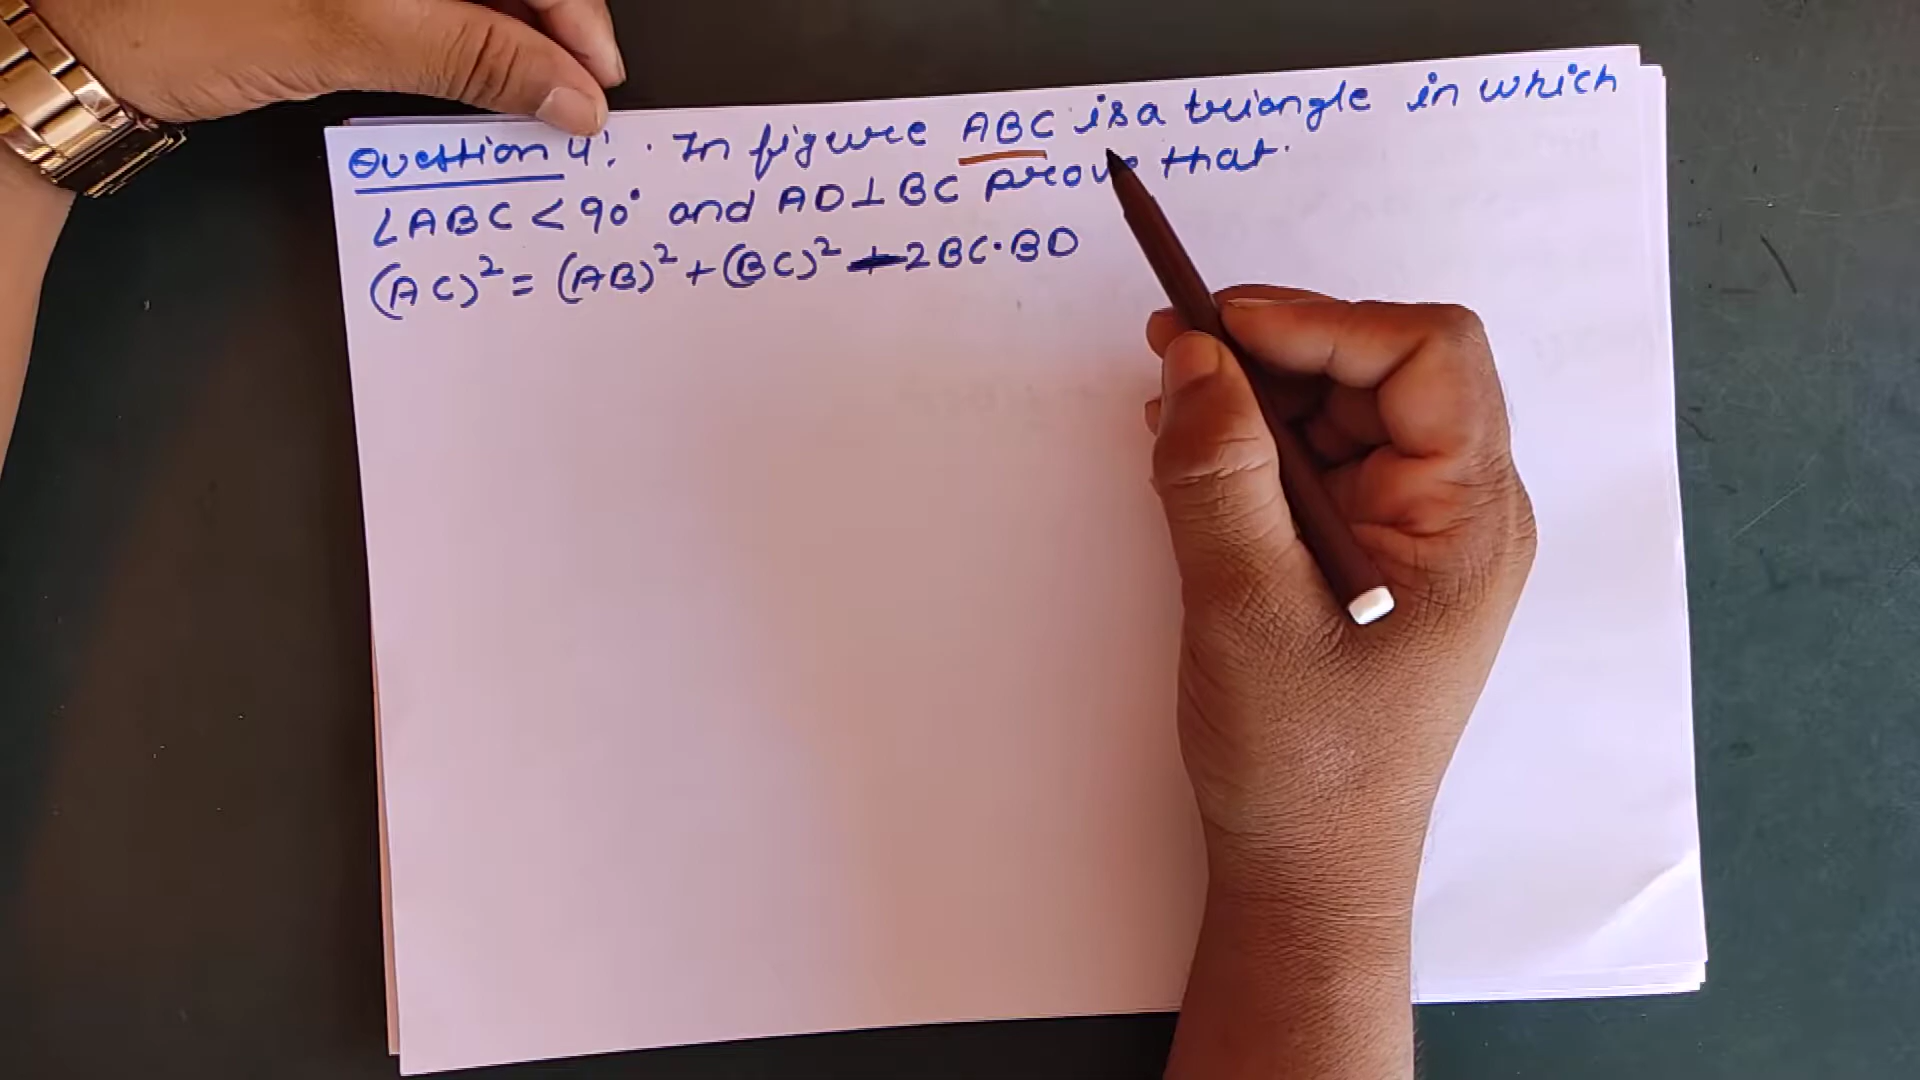 Question 4: In figure ABC is a triangle in which
∠ABC < 90° and AD ⊥ BC prove that.
(AC)² = (AB)² + (BC)² - 2BC·BD